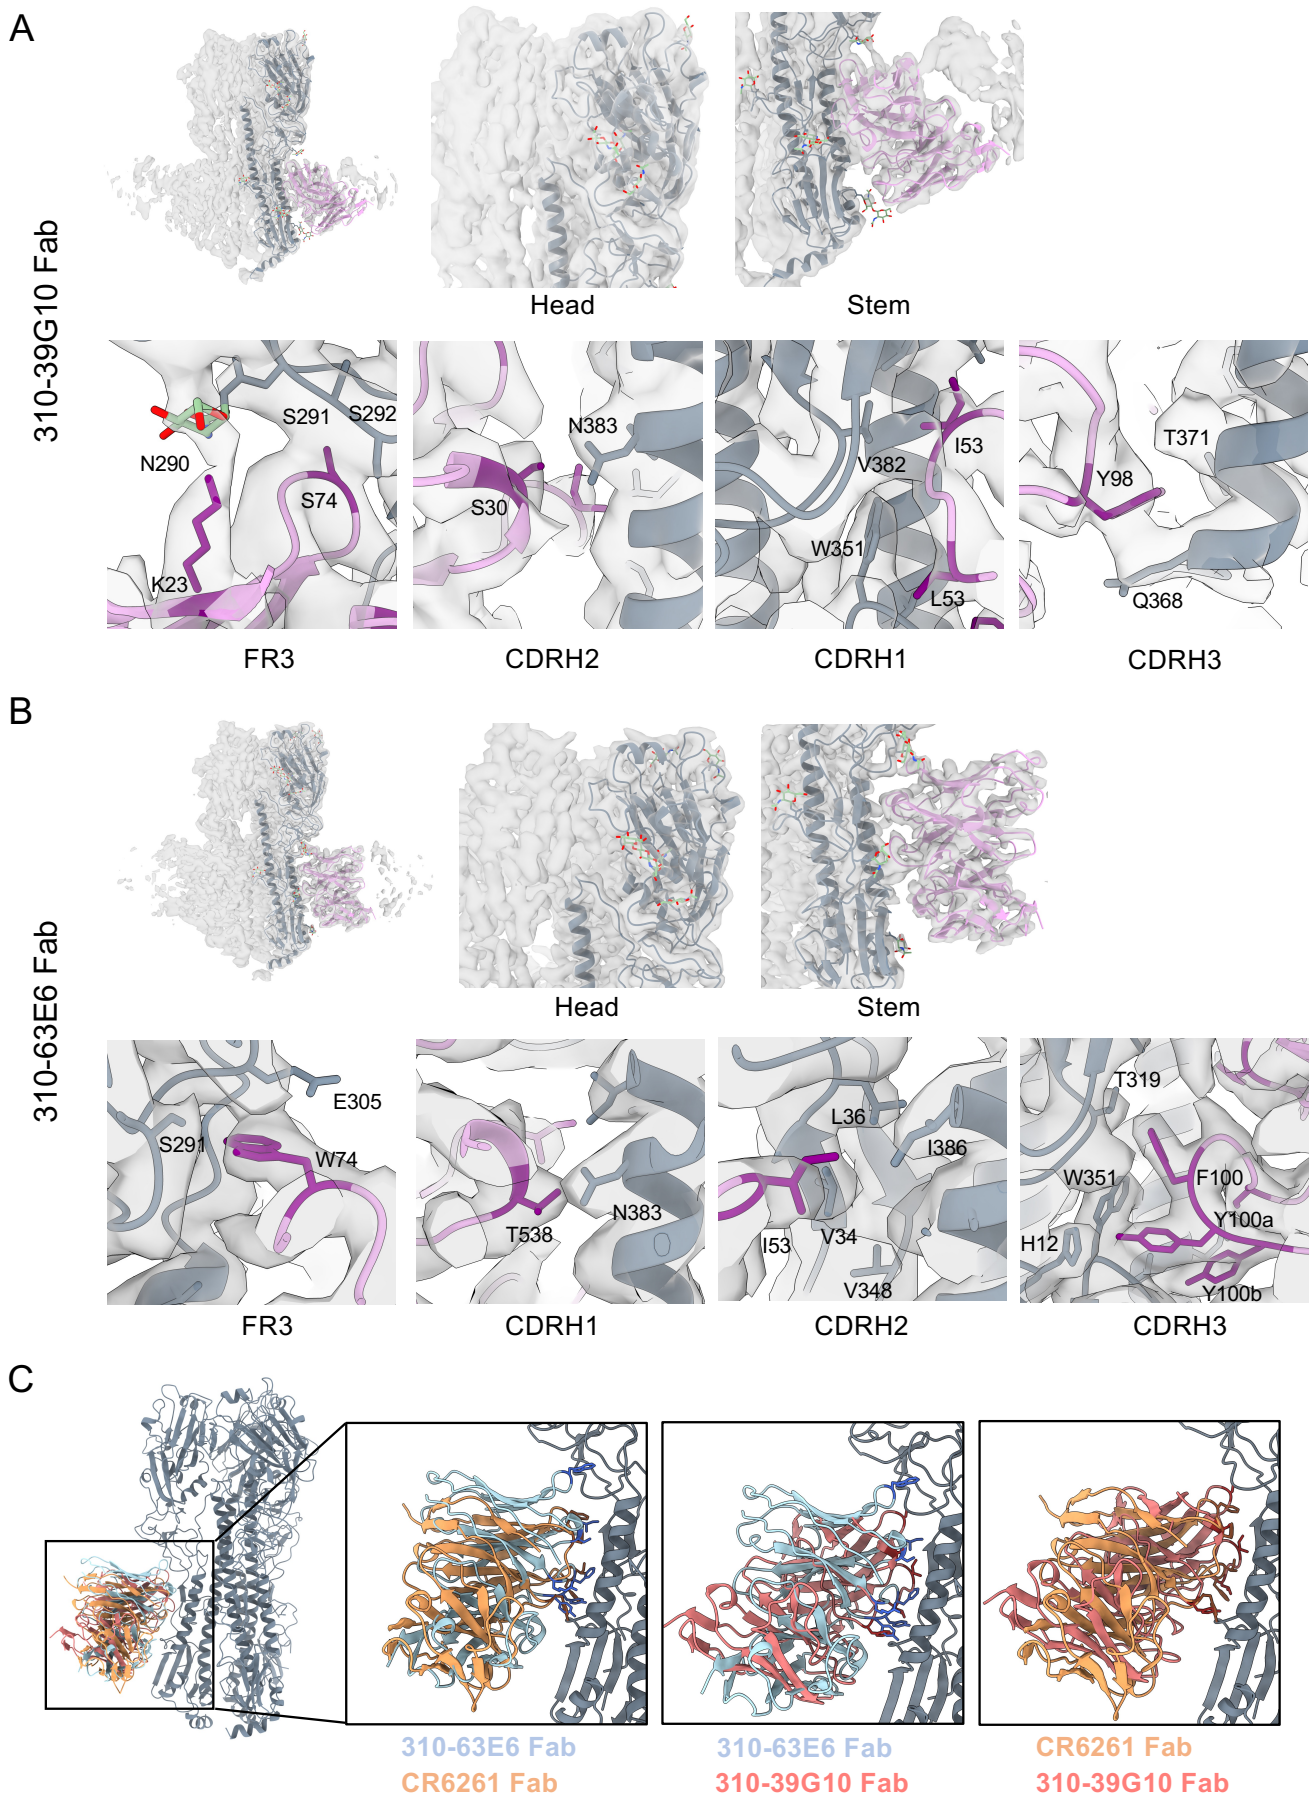 A
310-39G10 Fab
Head
Stem
N290
S291
S292
S74
K23
FR3
N383
S30
CDRH2
I53
V382
W351
L53
CDRH1
T371
Y98
Q368
CDRH3
B
310-63E6 Fab
Head
Stem
E305
S291
W74
FR3
T538
N383
CDRH1
L36
I386
I53
V34
V348
CDRH2
T319
W351
F100
Y100a
H12
Y100b
CDRH3
C
310-63E6 Fab
CR6261 Fab
310-63E6 Fab
310-39G10 Fab
CR6261 Fab
310-39G10 Fab